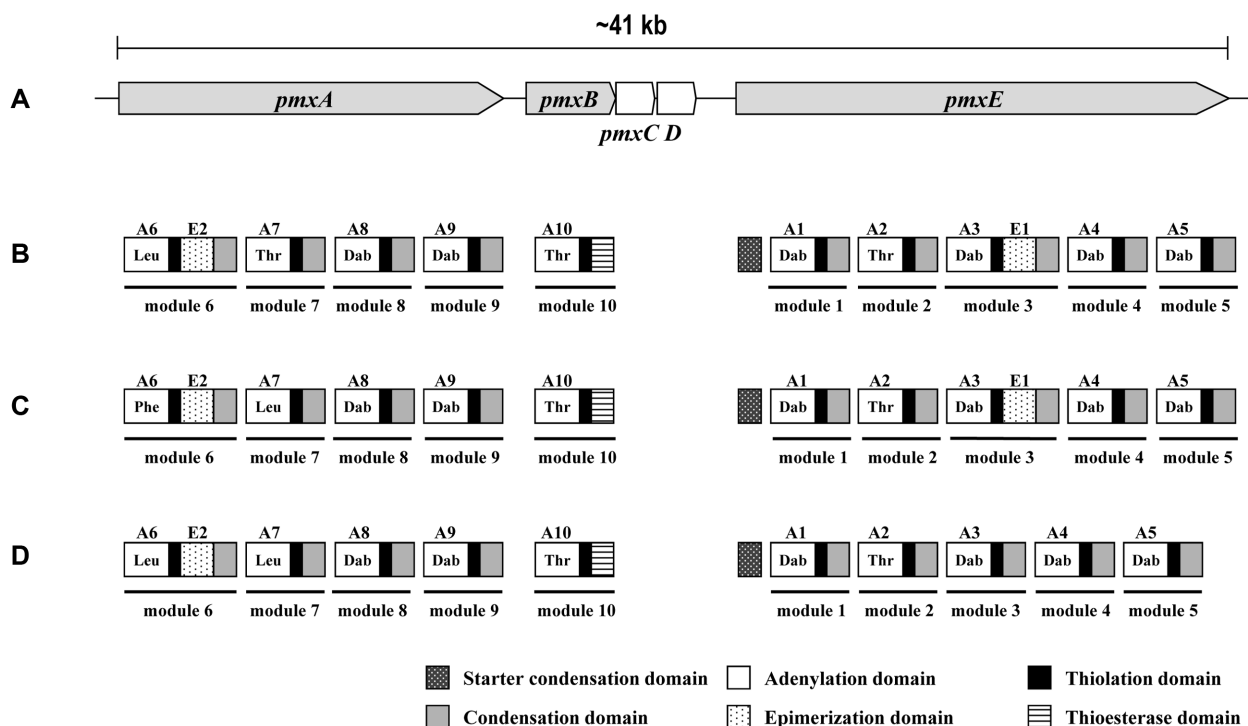 ~41 kb
A
pmxA pmxB pmxE
pmxC D
B
A6 E2 A7 A8 A9 A10 A1 A2 A3 E1 A4 A5
Leu Thr Dab Dab Thr Dab Thr Dab Dab Dab
module 6 module 7 module 8 module 9 module 10 module 1 module 2 module 3 module 4 module 5
C
A6 E2 A7 A8 A9 A10 A1 A2 A3 E1 A4 A5
Phe Leu Dab Dab Thr Dab Thr Dab Dab Dab
module 6 module 7 module 8 module 9 module 10 module 1 module 2 module 3 module 4 module 5
D
A6 E2 A7 A8 A9 A10 A1 A2 A3 A4 A5
Leu Leu Dab Dab Thr Dab Thr Dab Dab Dab
module 6 module 7 module 8 module 9 module 10 module 1 module 2 module 3 module 4 module 5
Starter condensation domain Adenylation domain Thiolation domain
Condensation domain Epimerization domain Thioesterase domain